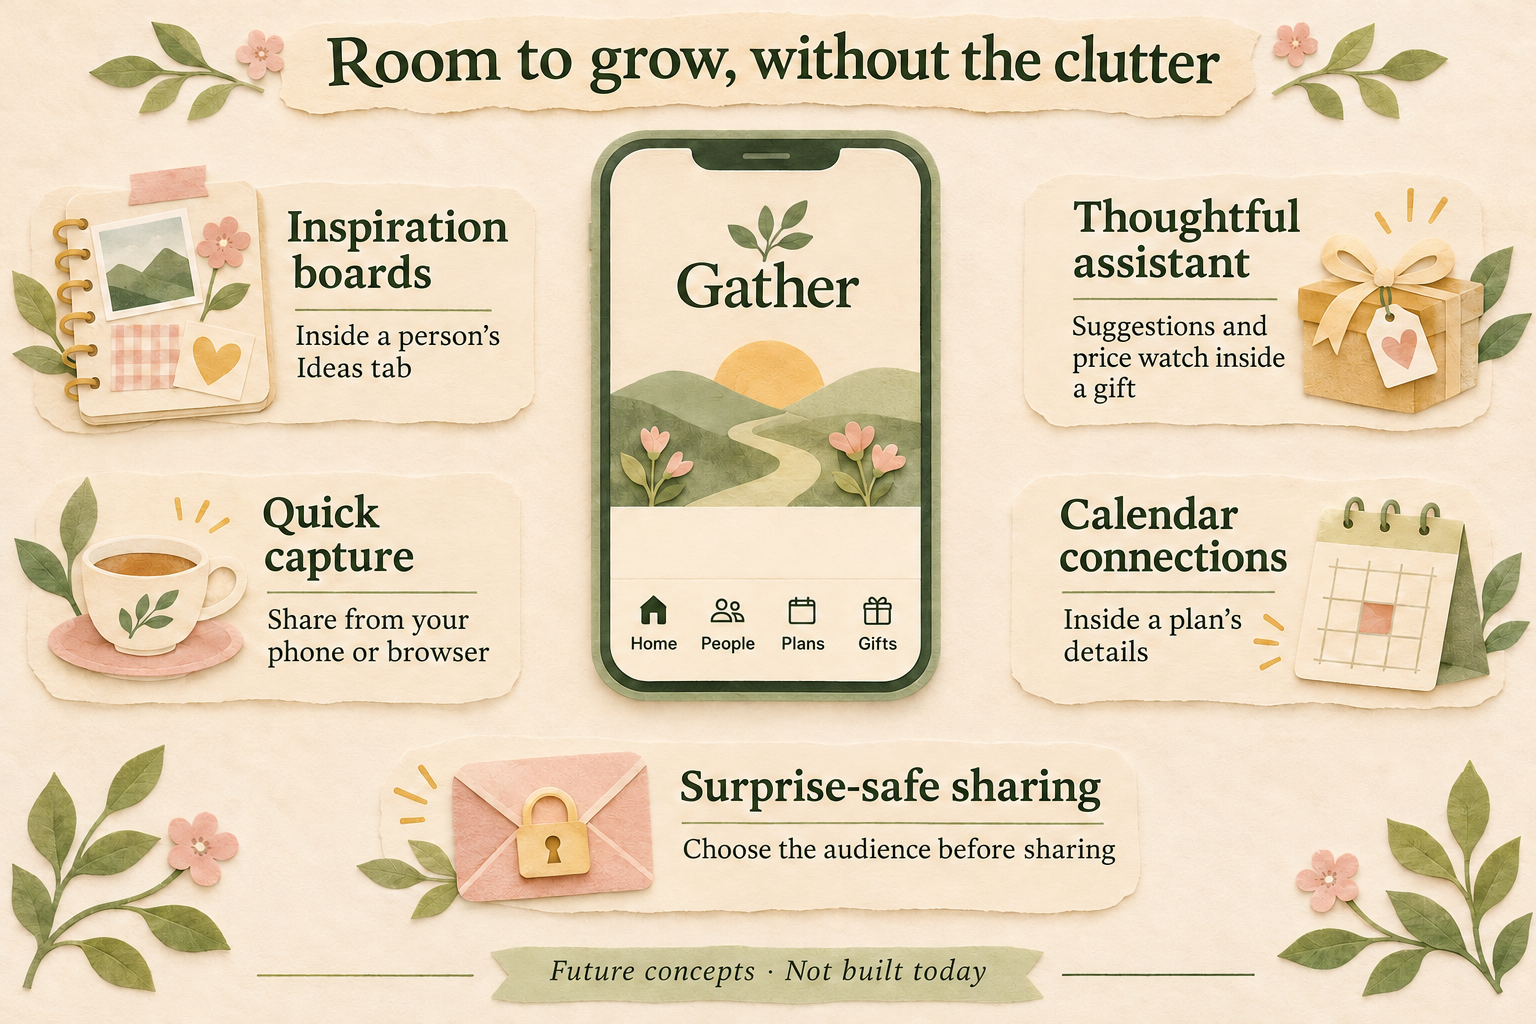 Room to grow, without the clutter
Inspiration
boards
Inside a person's
Ideas tab
Quick
capture
Share from your
phone or browser
Gather
Home People Plans Gifts
Thoughtful
assistant
Suggestions and
price watch inside
a gift
Calendar
connections
Inside a plan's
details
Surprise-safe sharing
Choose the audience before sharing
Future concepts · Not built today